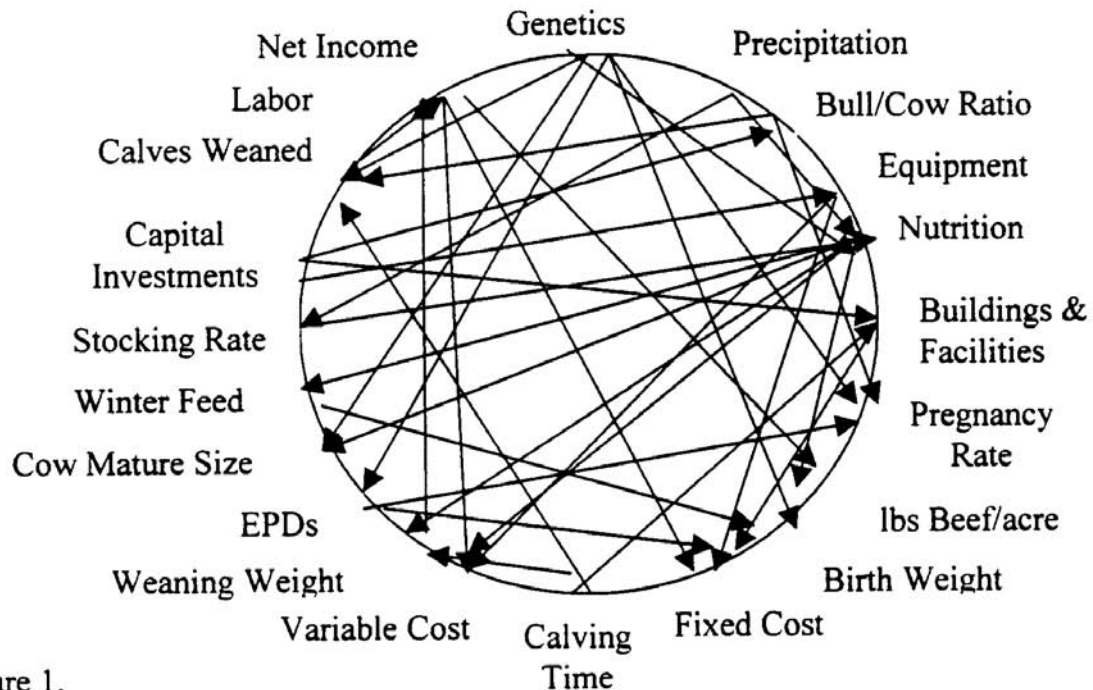 Genetics
Net Income
Precipitation
Labor
Bull/Cow Ratio
Calves Weaned
Equipment
Capital
Investments
Nutrition
Stocking Rate
Buildings &
Facilities
Winter Feed
Pregnancy
Rate
Cow Mature Size
EPDs
lbs Beef/acre
Weaning Weight
Birth Weight
Variable Cost
Calving
Time
Fixed Cost
ure 1.